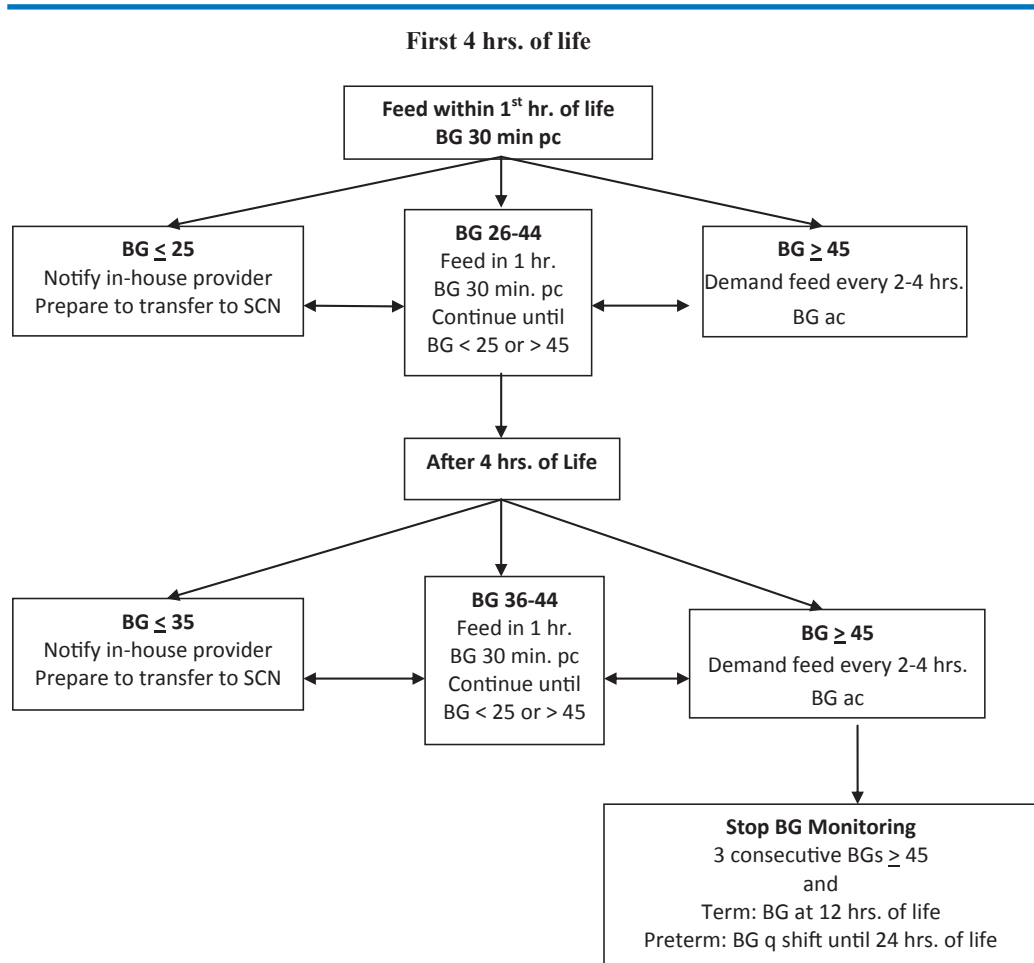 First 4 hrs. of life
Feed within 1st hr. of life
BG 30 min pc
BG ≤ 25
Notify in-house provider
Prepare to transfer to SCN
BG 26-44
Feed in 1 hr.
BG 30 min. pc
Continue until
BG < 25 or > 45
BG ≥ 45
Demand feed every 2-4 hrs.
BG ac
After 4 hrs. of Life
BG ≤ 35
Notify in-house provider
Prepare to transfer to SCN
BG 36-44
Feed in 1 hr.
BG 30 min. pc
Continue until
BG < 25 or > 45
BG ≥ 45
Demand feed every 2-4 hrs.
BG ac
Stop BG Monitoring
3 consecutive BGs ≥ 45
and
Term: BG at 12 hrs. of life
Preterm: BG q shift until 24 hrs. of life